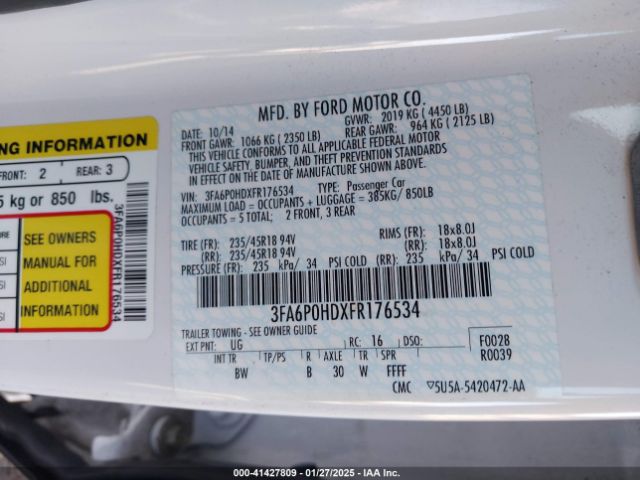 NG INFORMATION
FRONT: 2 REAR: 3
5 kg or 850 lbs.
SEE OWNERS
MANUAL FOR
ADDITIONAL
INFORMATION
3FA6P0HDXFR176534
MFD. BY FORD MOTOR CO.
DATE: 10/14 GVWR: 2019 KG (4450 LB)
FRONT GAWR: 1066 KG (2350 LB) REAR GAWR: 964 KG (2125 LB)
THIS VEHICLE CONFORMS TO ALL APPLICABLE FEDERAL MOTOR
VEHICLE SAFETY, BUMPER, AND THEFT PREVENTION STANDARDS
IN EFFECT ON THE DATE OF MANUFACTURE SHOWN ABOVE.
VIN: 3FA6P0HDXFR176534 TYPE: Passenger Car
MAXIMUM LOAD = OCCUPANTS + LUGGAGE = 385KG/850LB
OCCUPANTS = 5 TOTAL; 2 FRONT, 3 REAR
TIRE (FR): 235/45R18 94V RIMS (FR): 18x8.0J
(RR): 235/45R18 94V (RR): 18x8.0J
PRESSURE (FR): 235 kPa/ 34 PSI COLD (RR): 235 kPa/ 34 PSI COLD
3FA6P0HDXFR176534
TRAILER TOWING - SEE OWNER GUIDE
EXT PNT: UG RC: 16 DSO: F002B
R0039
INT TR TP/PS R AXLE TR SPR
BW B 30 W FFFF
CMC 5U5A-5420472-AA
000-41427809 | 01/27/2025 | IAA Inc.